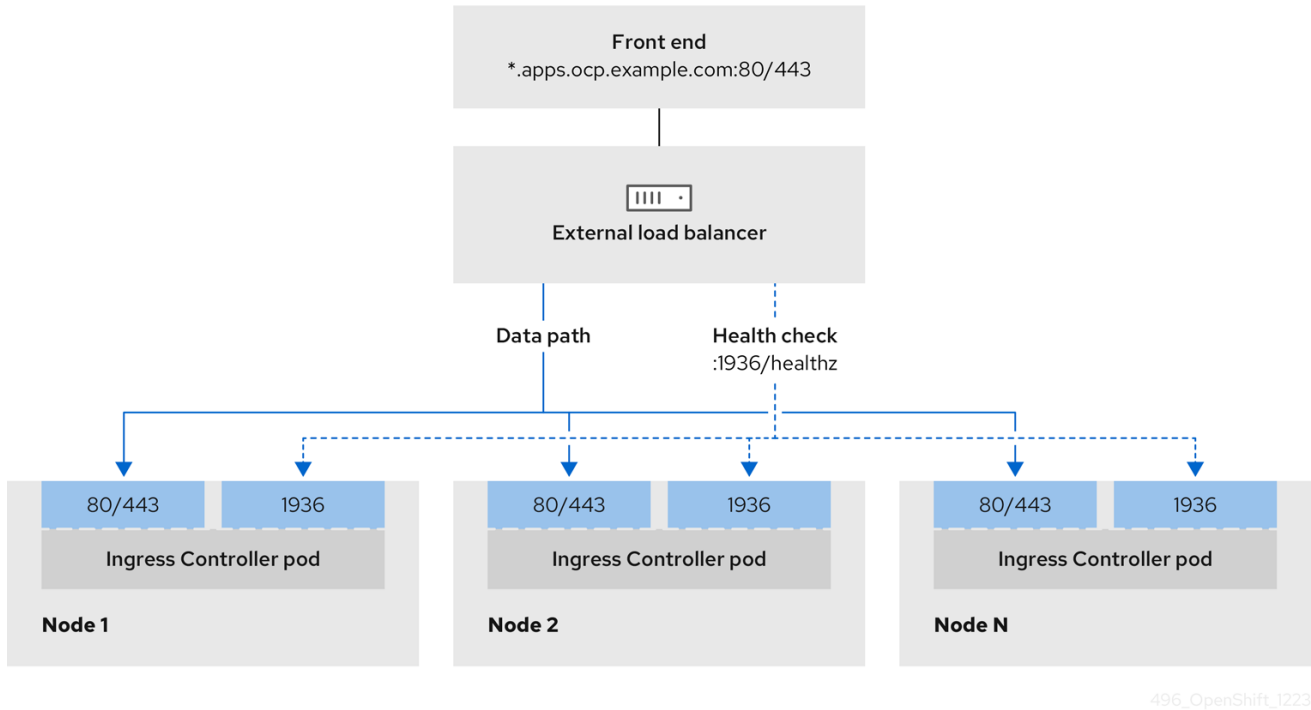 Front end
*.apps.ocp.example.com:80/443
External load balancer
Data path
Health check
:1936/healthz
80/443
1936
Ingress Controller pod
Node 1
80/443
1936
Ingress Controller pod
Node 2
80/443
1936
Ingress Controller pod
Node N
496_OpenShift_1223